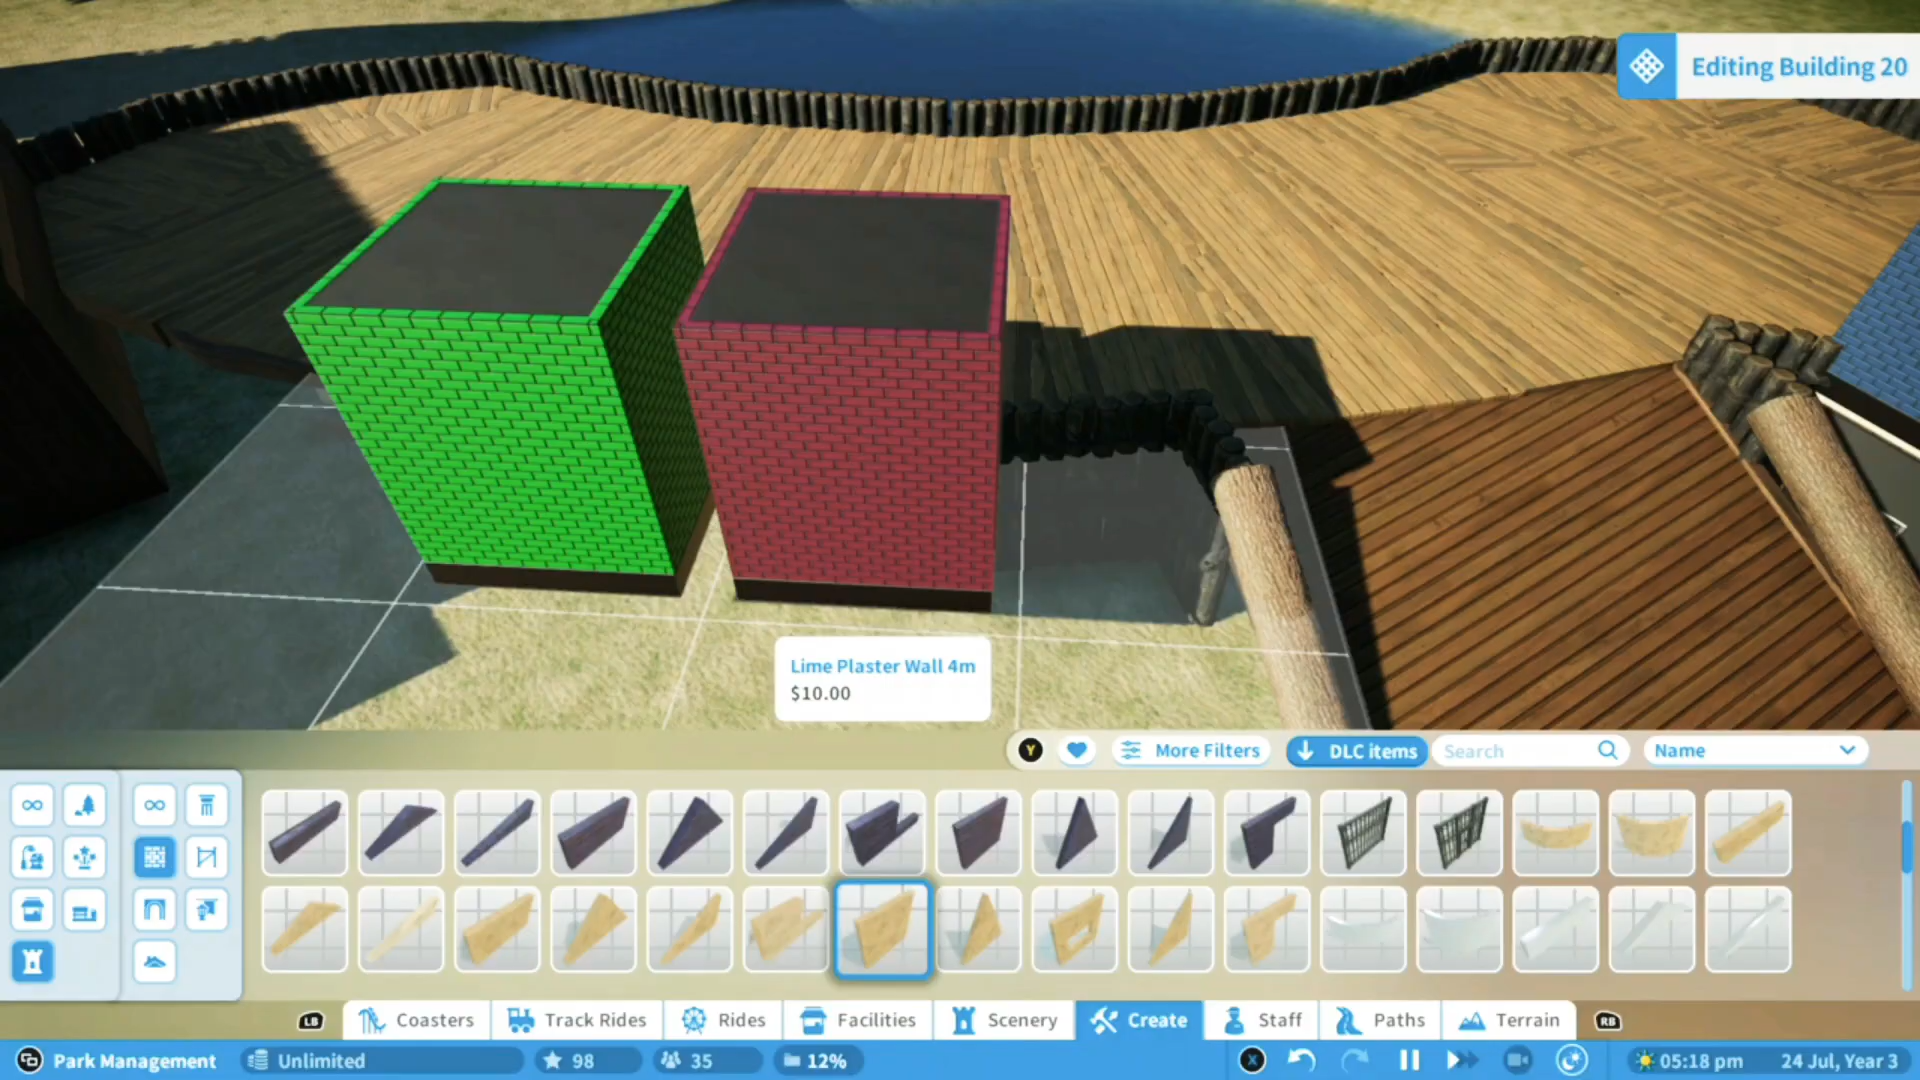 Editing Building 20
Lime Plaster Wall 4m
$10.00
Y
More Filters
DLC items
Search
Name
LB
Coasters
Track Rides
Rides
Facilities
Scenery
Create
Staff
Paths
Terrain
RB
Park Management
Unlimited
98
35
12%
X
05:18 pm
24 Jul, Year 3